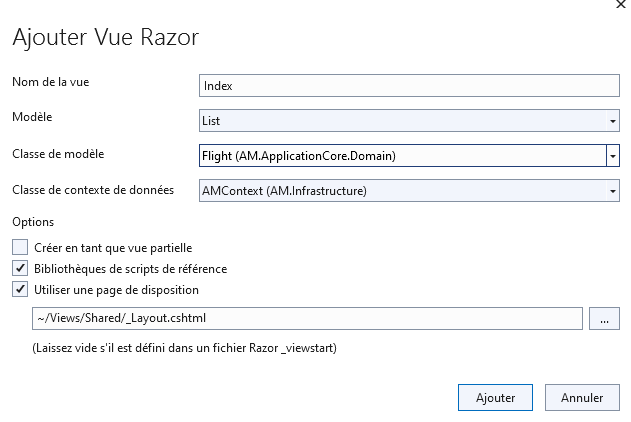 Ajouter Vue Razor
Nom de la vue
Index
Modèle
List
Classe de modèle
Flight (AM.ApplicationCore.Domain)
Classe de contexte de données
AMContext (AM.Infrastructure)
Options
Créer en tant que vue partielle
Bibliothèques de scripts de référence
Utiliser une page de disposition
~/Views/Shared/_Layout.cshtml
...
(Laissez vide s'il est défini dans un fichier Razor _viewstart)
Ajouter
Annuler